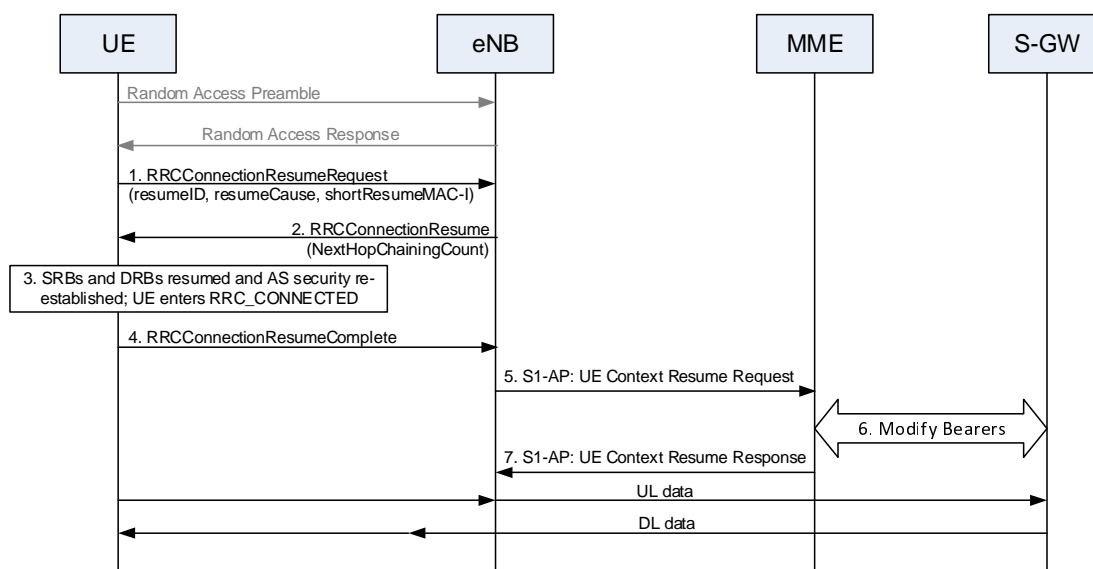 UE
eNB
MME
S-GW
Random Access Preamble
Random Access Response
1. RRCConnectionResumeRequest
(resumeID, resumeCause, shortResumeMAC-I)
2. RRCConnectionResume
(NextHopChainingCount)
3. SRBs and DRBs resumed and AS security re-
established; UE enters RRC_CONNECTED
4. RRCConnectionResumeComplete
5. S1-AP: UE Context Resume Request
6. Modify Bearers
7. S1-AP: UE Context Resume Response
UL data
DL data